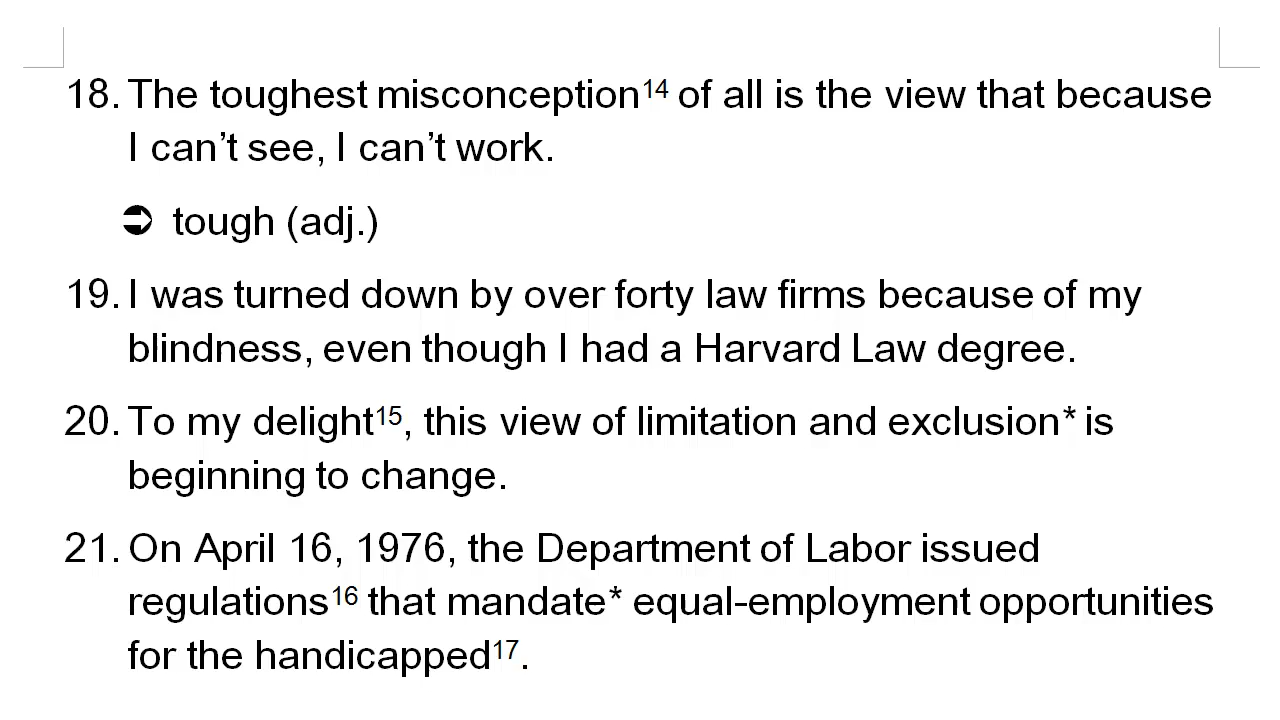 18. The toughest misconception¹⁴ of all is the view that because
I can’t see, I can’t work.
➲ tough (adj.)
19. I was turned down by over forty law firms because of my
blindness, even though I had a Harvard Law degree.
20. To my delight¹⁵, this view of limitation and exclusion* is
beginning to change.
21. On April 16, 1976, the Department of Labor issued
regulations¹⁶ that mandate* equal-employment opportunities
for the handicapped¹⁷.